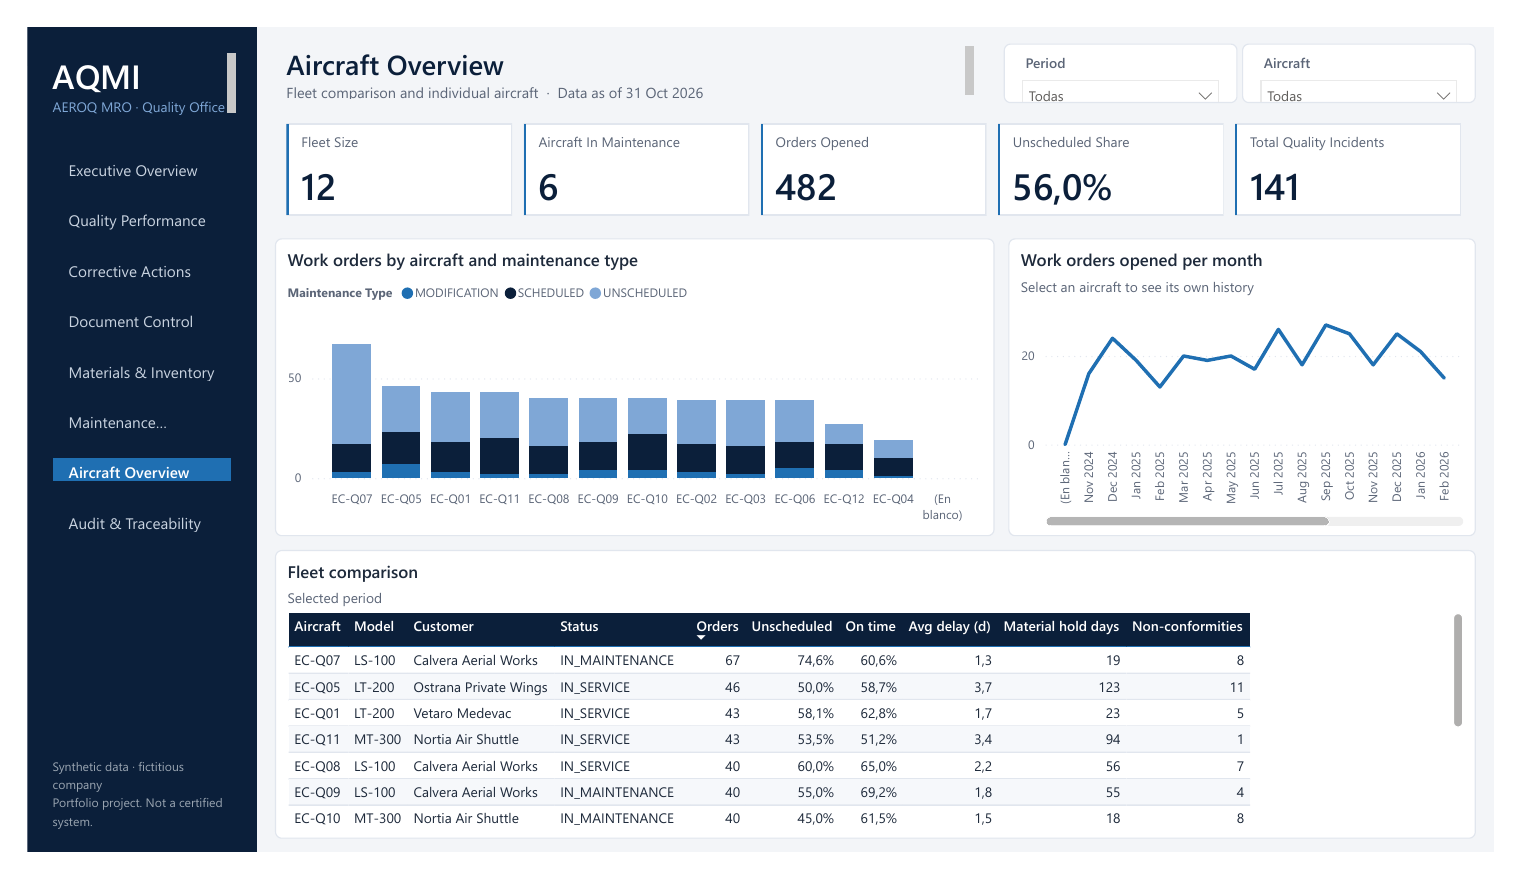 AQMI
AEROQ MRO · Quality Office
Executive Overview
Quality Performance
Corrective Actions
Document Control
Materials & Inventory
Maintenance...
Aircraft Overview
Audit & Traceability
Synthetic data · fictitious
company
Portfolio project. Not a certified
system.
Aircraft Overview
Fleet comparison and individual aircraft · Data as of 31 Oct 2026
Period
Todas
Aircraft
Todas
Fleet Size
12
Aircraft In Maintenance
6
Orders Opened
482
Unscheduled Share
56,0%
Total Quality Incidents
141
Work orders by aircraft and maintenance type
Maintenance Type MODIFICATION SCHEDULED UNSCHEDULED
50
0
EC-Q07 EC-Q05 EC-Q01 EC-Q11 EC-Q08 EC-Q09 EC-Q10 EC-Q02 EC-Q03 EC-Q06 EC-Q12 EC-Q04 (En
blanco)
Work orders opened per month
Select an aircraft to see its own history
20
0
(En blan...
Nov 2024
Dec 2024
Jan 2025
Feb 2025
Mar 2025
Apr 2025
May 2025
Jun 2025
Jul 2025
Aug 2025
Sep 2025
Oct 2025
Nov 2025
Dec 2025
Jan 2026
Feb 2026
Fleet comparison
Selected period
Aircraft Model Customer Status Orders Unscheduled On time Avg delay (d) Material hold days Non-conformities
EC-Q07 LS-100 Calvera Aerial Works IN_MAINTENANCE 67 74,6% 60,6% 1,3 19 8
EC-Q05 LT-200 Ostrana Private Wings IN_SERVICE 46 50,0% 58,7% 3,7 123 11
EC-Q01 LT-200 Vetaro Medevac IN_SERVICE 43 58,1% 62,8% 1,7 23 5
EC-Q11 MT-300 Nortia Air Shuttle IN_SERVICE 43 53,5% 51,2% 3,4 94 1
EC-Q08 LS-100 Calvera Aerial Works IN_SERVICE 40 60,0% 65,0% 2,2 56 7
EC-Q09 LS-100 Calvera Aerial Works IN_MAINTENANCE 40 55,0% 69,2% 1,8 55 4
EC-Q10 MT-300 Nortia Air Shuttle IN_MAINTENANCE 40 45,0% 61,5% 1,5 18 8